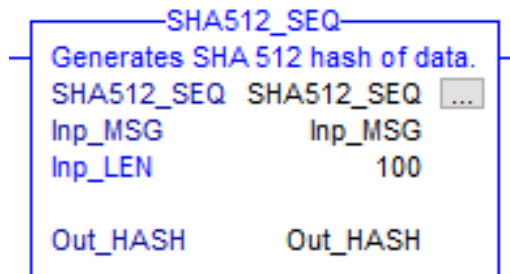 SHA512_SEQ
Generates SHA 512 hash of data.
SHA512_SEQ SHA512_SEQ ...
Inp_MSG Inp_MSG
Inp_LEN 100
Out_HASH Out_HASH